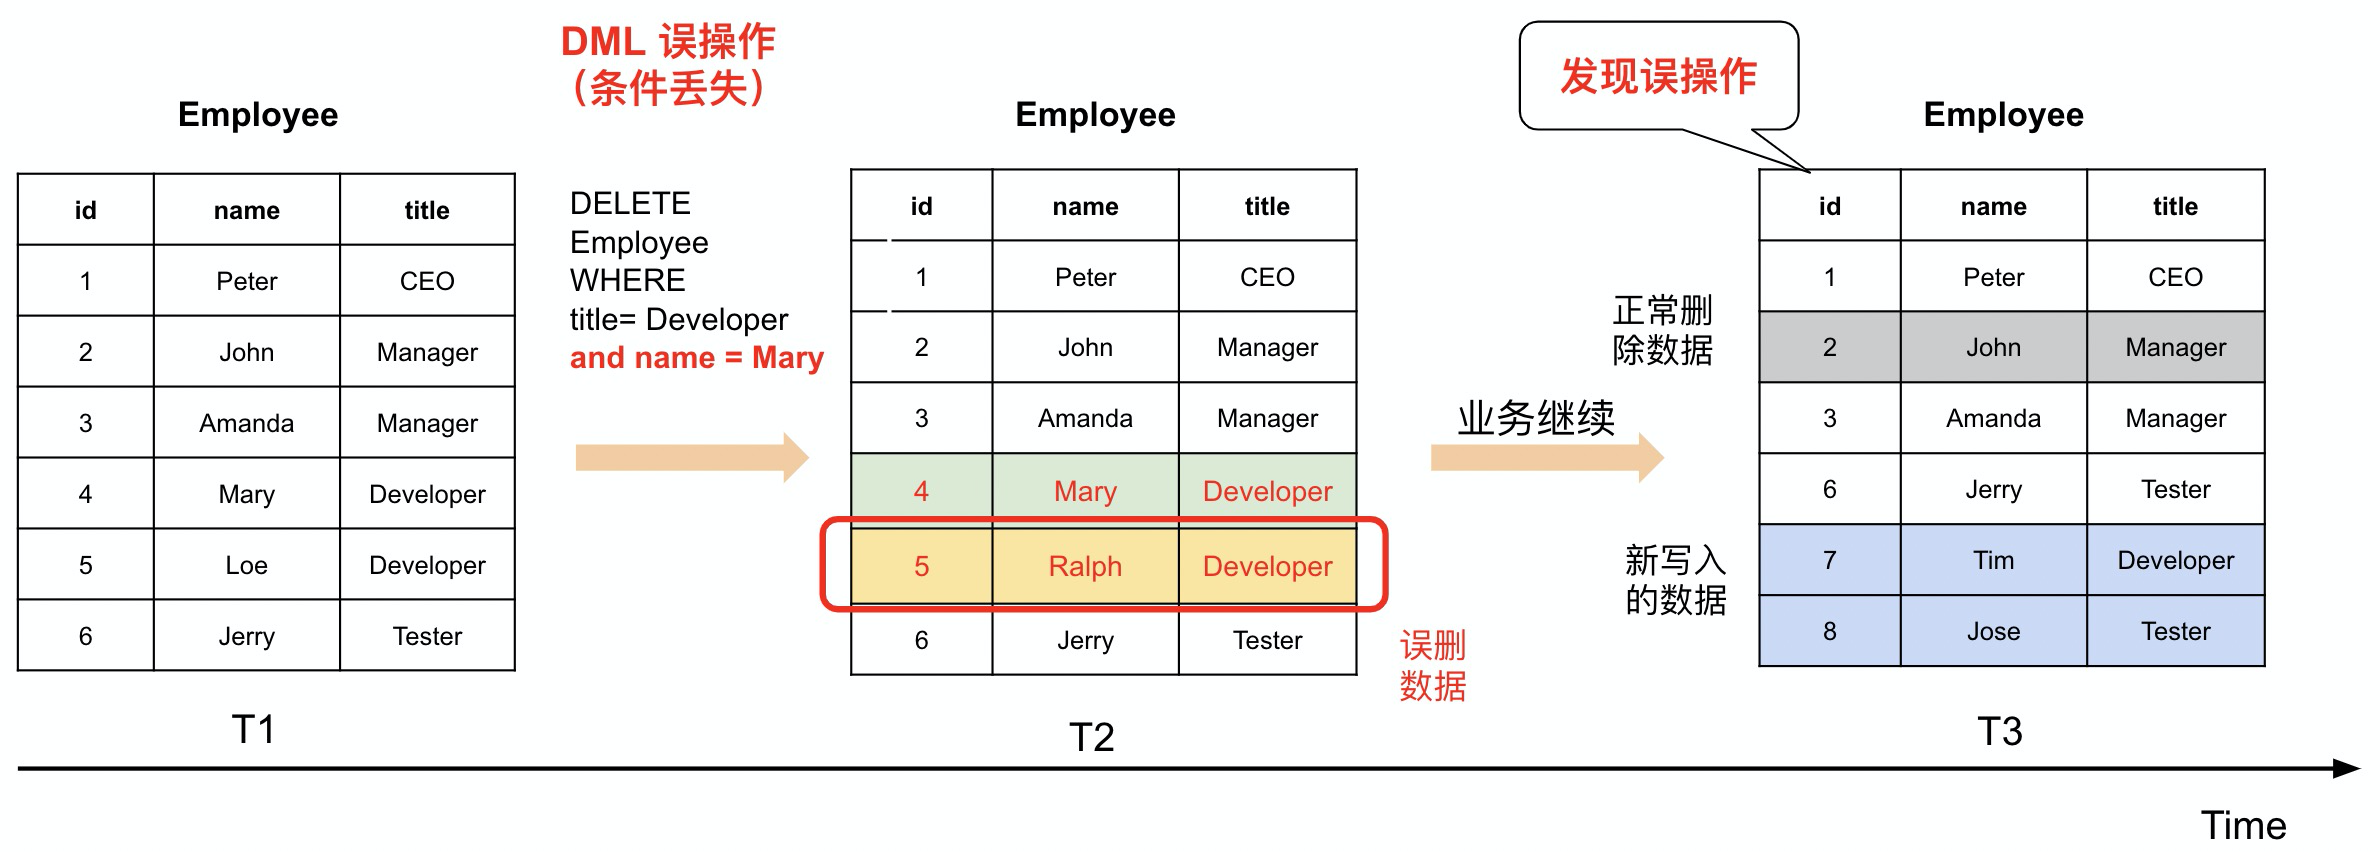 DML 误操作
（条件丢失）
发现误操作
Employee
id name title
1 Peter CEO
2 John Manager
3 Amanda Manager
4 Mary Developer
5 Loe Developer
6 Jerry Tester
T1
DELETE
Employee
WHERE
title= Developer
and name = Mary
Employee
id name title
1 Peter CEO
2 John Manager
3 Amanda Manager
4 Mary Developer
5 Ralph Developer
6 Jerry Tester
误删
数据
T2
业务继续
Employee
id name title
1 Peter CEO
正常删
除数据
2 John Manager
3 Amanda Manager
6 Jerry Tester
新写入
的数据
7 Tim Developer
8 Jose Tester
T3
Time